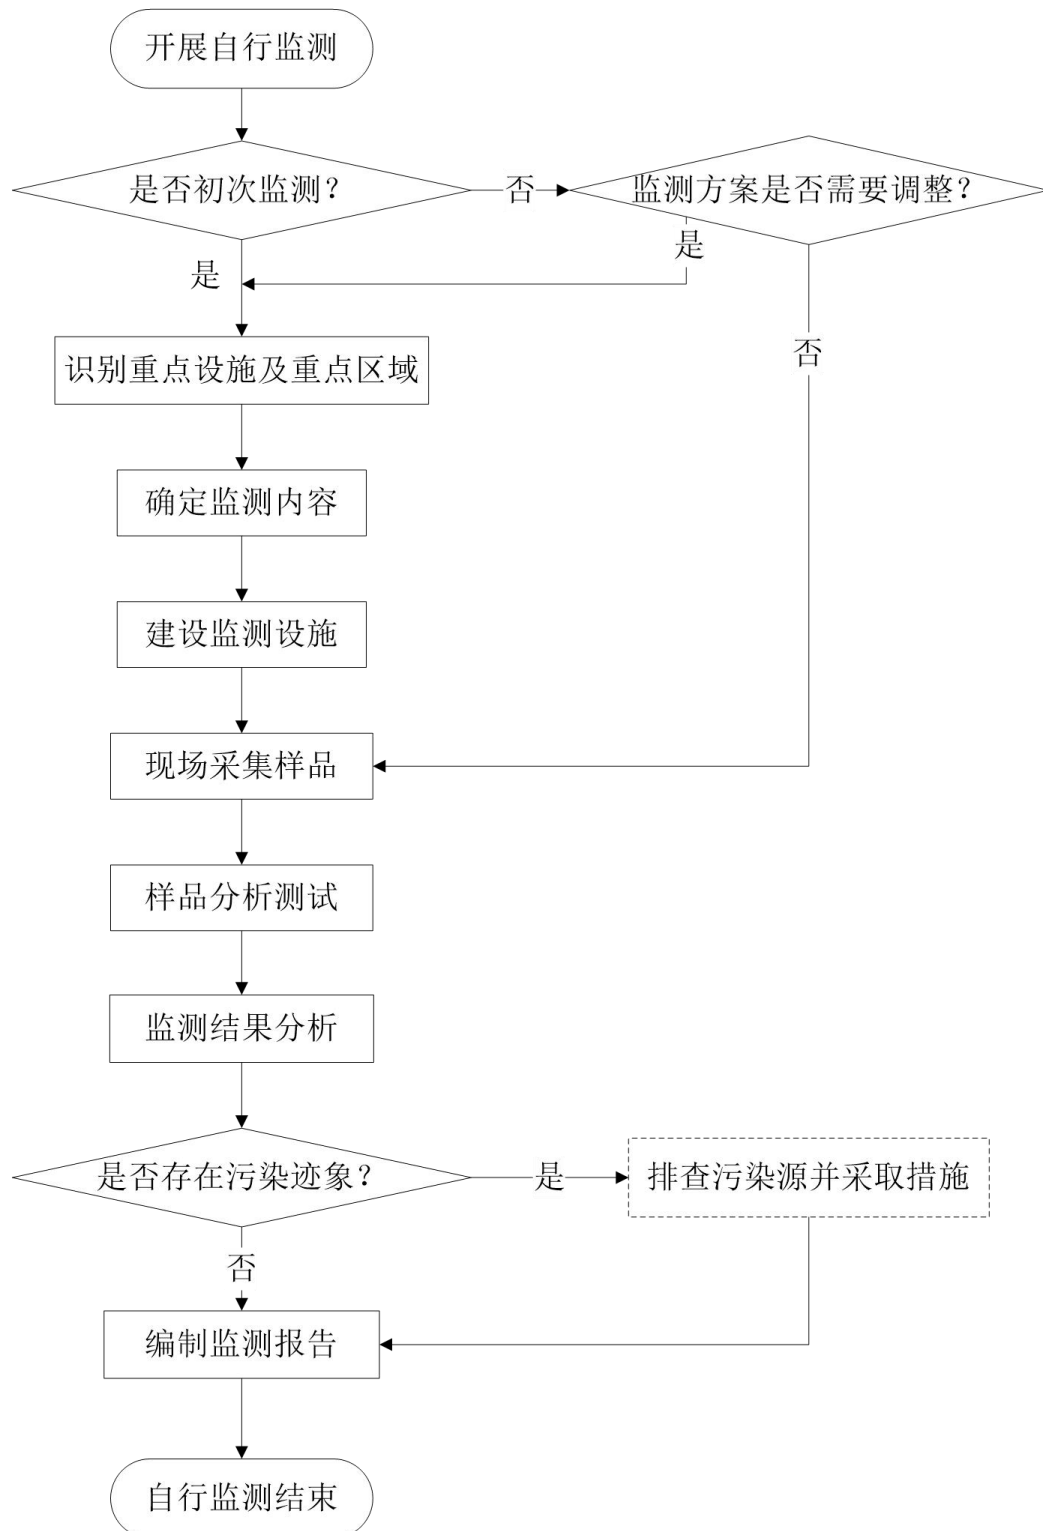 开展自行监测
是否初次监测？
否
监测方案是否需要调整？
是
是
识别重点设施及重点区域
否
确定监测内容
建设监测设施
现场采集样品
样品分析测试
监测结果分析
是否存在污染迹象？
是
排查污染源并采取措施
否
编制监测报告
自行监测结束